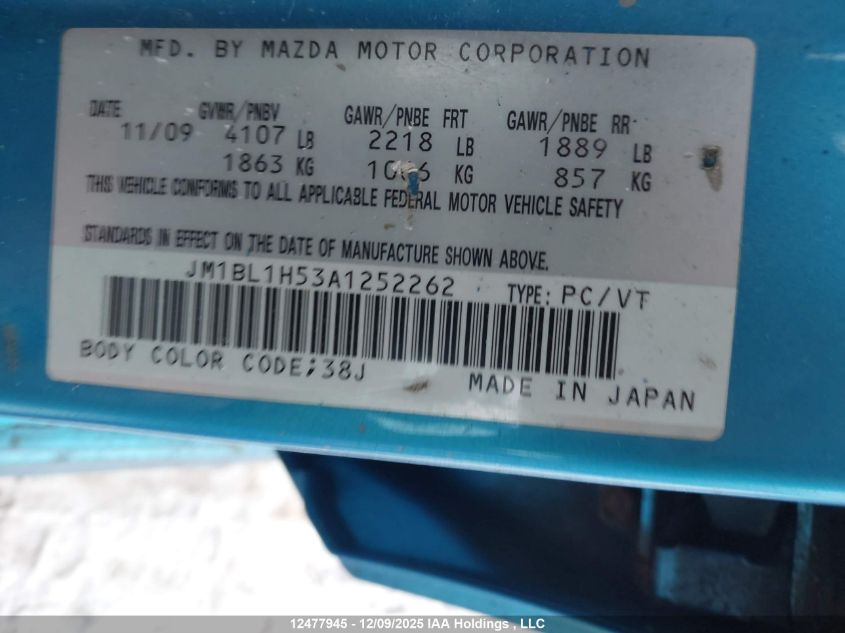 MFD. BY MAZDA MOTOR CORPORATION
DATE GVWR/PNBV GAWR/PNBE FRT GAWR/PNBE RR
11/09 4107 LB 2218 LB 1889 LB
1863 KG KG 857 KG
THIS VEHICLE CONFORMS TO ALL APPLICABLE FEDERAL MOTOR VEHICLE SAFETY
STANDARDS IN EFFECT ON THE DATE OF MANUFACTURE SHOWN ABOVE.
JM1BL1H53A1252262 TYPE: PC/VT
BODY COLOR CODE;38J
MADE IN JAPAN
12477945 - 12/09/2025 IAA Holdings , LLC